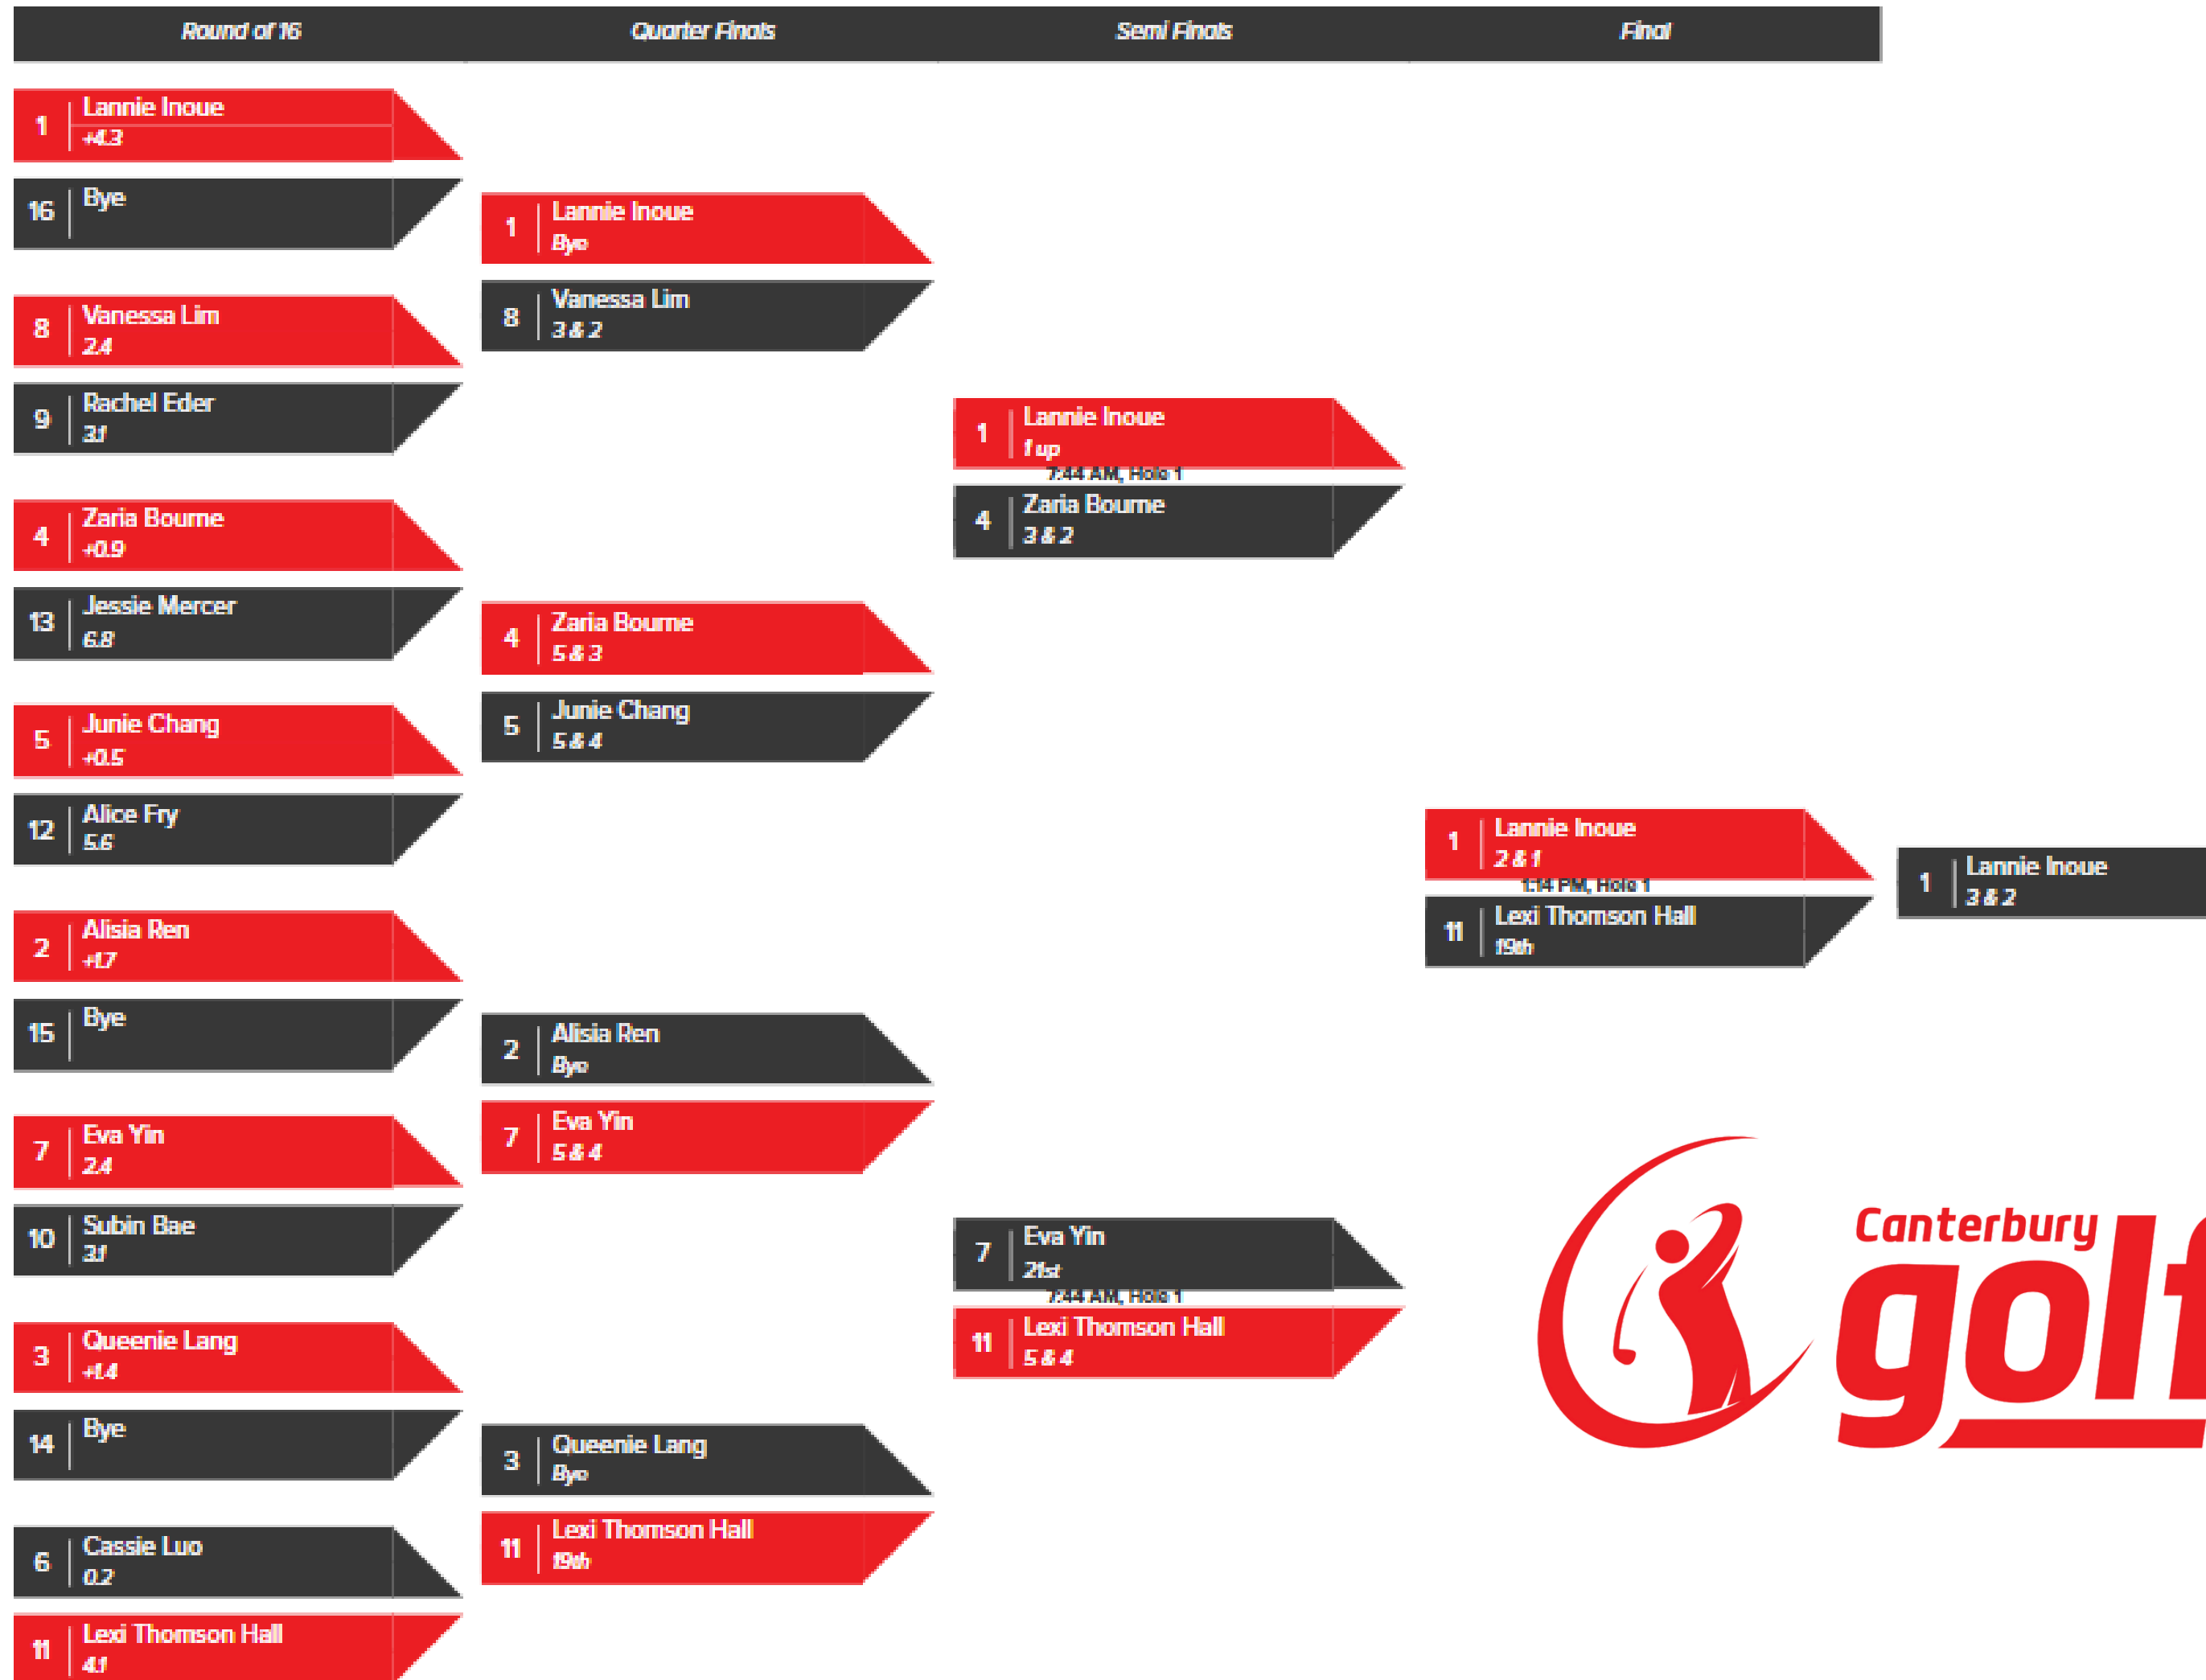 Round of 16
Quarter Finals
Semi Finals
Final
1 Lannie Inoue
+4.3
16 Bye
8 Vanessa Lim
2.4
9 Rachel Eder
3.1
4 Zaria Bourne
+0.9
13 Jessie Mercer
6.8
5 Junie Chang
+0.5
12 Alice Fry
5.6
2 Alisia Ren
+1.7
15 Bye
7 Eva Yin
2.4
10 Subin Bae
3.1
3 Queenie Lang
+1.4
14 Bye
6 Cassie Luo
0.2
11 Lexi Thomson Hall
4.1
1 Lannie Inoue
Bye
8 Vanessa Lim
3 & 2
4 Zaria Bourne
5 & 3
5 Junie Chang
5 & 4
2 Alisia Ren
Bye
7 Eva Yin
5 & 4
3 Queenie Lang
Bye
11 Lexi Thomson Hall
19th
1 Lannie Inoue
1 up
7:44 AM, Hole 1
4 Zaria Bourne
3 & 2
7 Eva Yin
21st
7:44 AM, Hole 1
11 Lexi Thomson Hall
5 & 4
1 Lannie Inoue
2 & 1
1:14 PM, Hole 1
11 Lexi Thomson Hall
19th
1 Lannie Inoue
3 & 2
Canterbury
golf